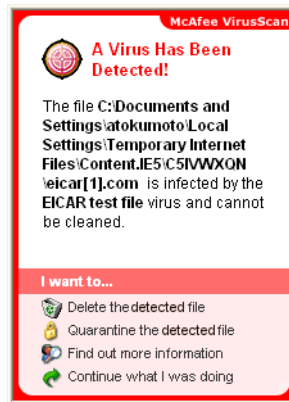 McAfee VirusScan
A Virus Has Been
Detected!
The file C:\Documents and
Settings\atokumoto\Local
Settings\Temporary Internet
Files\Content.IE5\C5IVWXQN
\eicar[1].com is infected by the
EICAR test file virus and cannot
be cleaned.
I want to...
Delete the detected file
Quarantine the detected file
Find out more information
Continue what I was doing